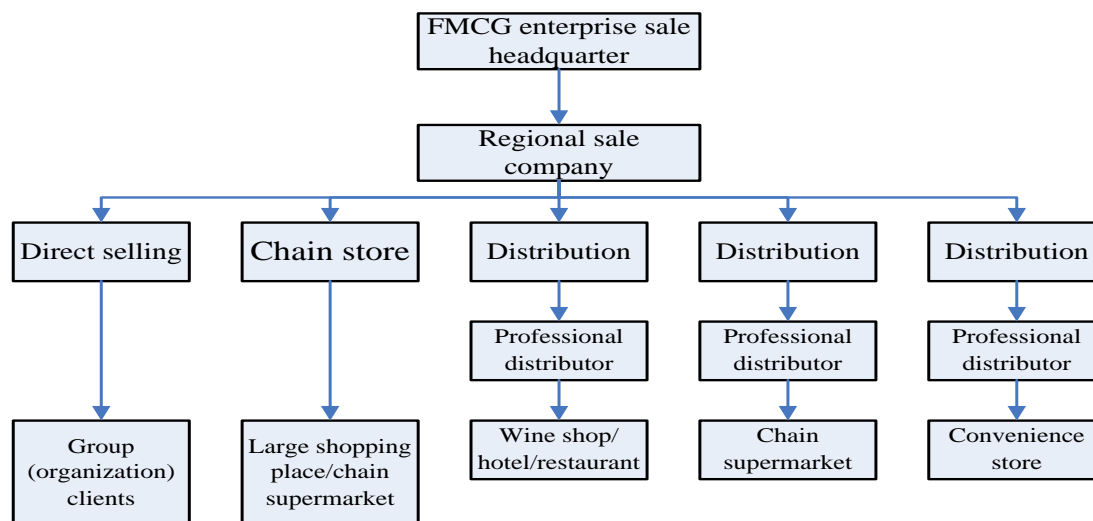 FMCG enterprise sale
headquarter
Regional sale
company
Direct selling
Chain store
Distribution
Distribution
Distribution
Professional
distributor
Professional
distributor
Professional
distributor
Group
(organization)
clients
Large shopping
place/chain
supermarket
Wine shop/
hotel/restaurant
Chain
supermarket
Convenience
store